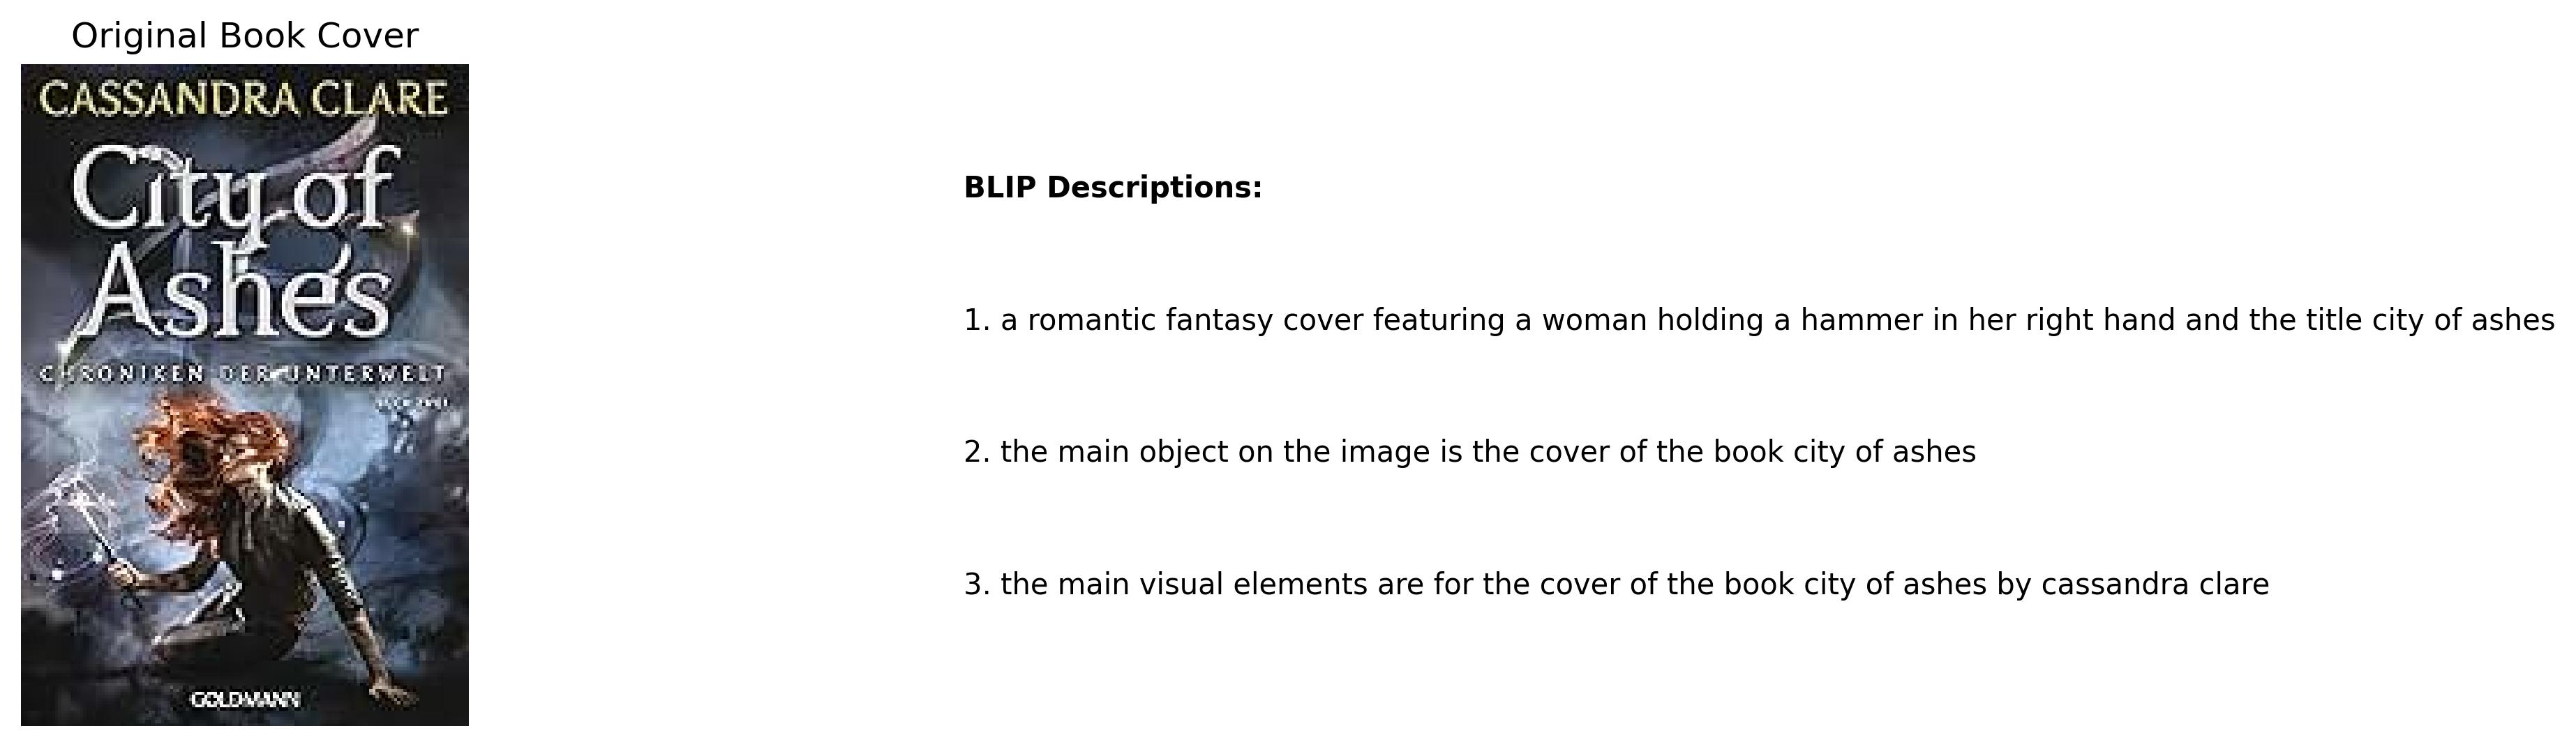 Original Book Cover
CASSANDRA CLARE
City of
Ashes
CHRONIKEN DER UNTERWELT
GOLDMANN
BLIP Descriptions:
1. a romantic fantasy cover featuring a woman holding a hammer in her right hand and the title city of ashes
2. the main object on the image is the cover of the book city of ashes
3. the main visual elements are for the cover of the book city of ashes by cassandra clare